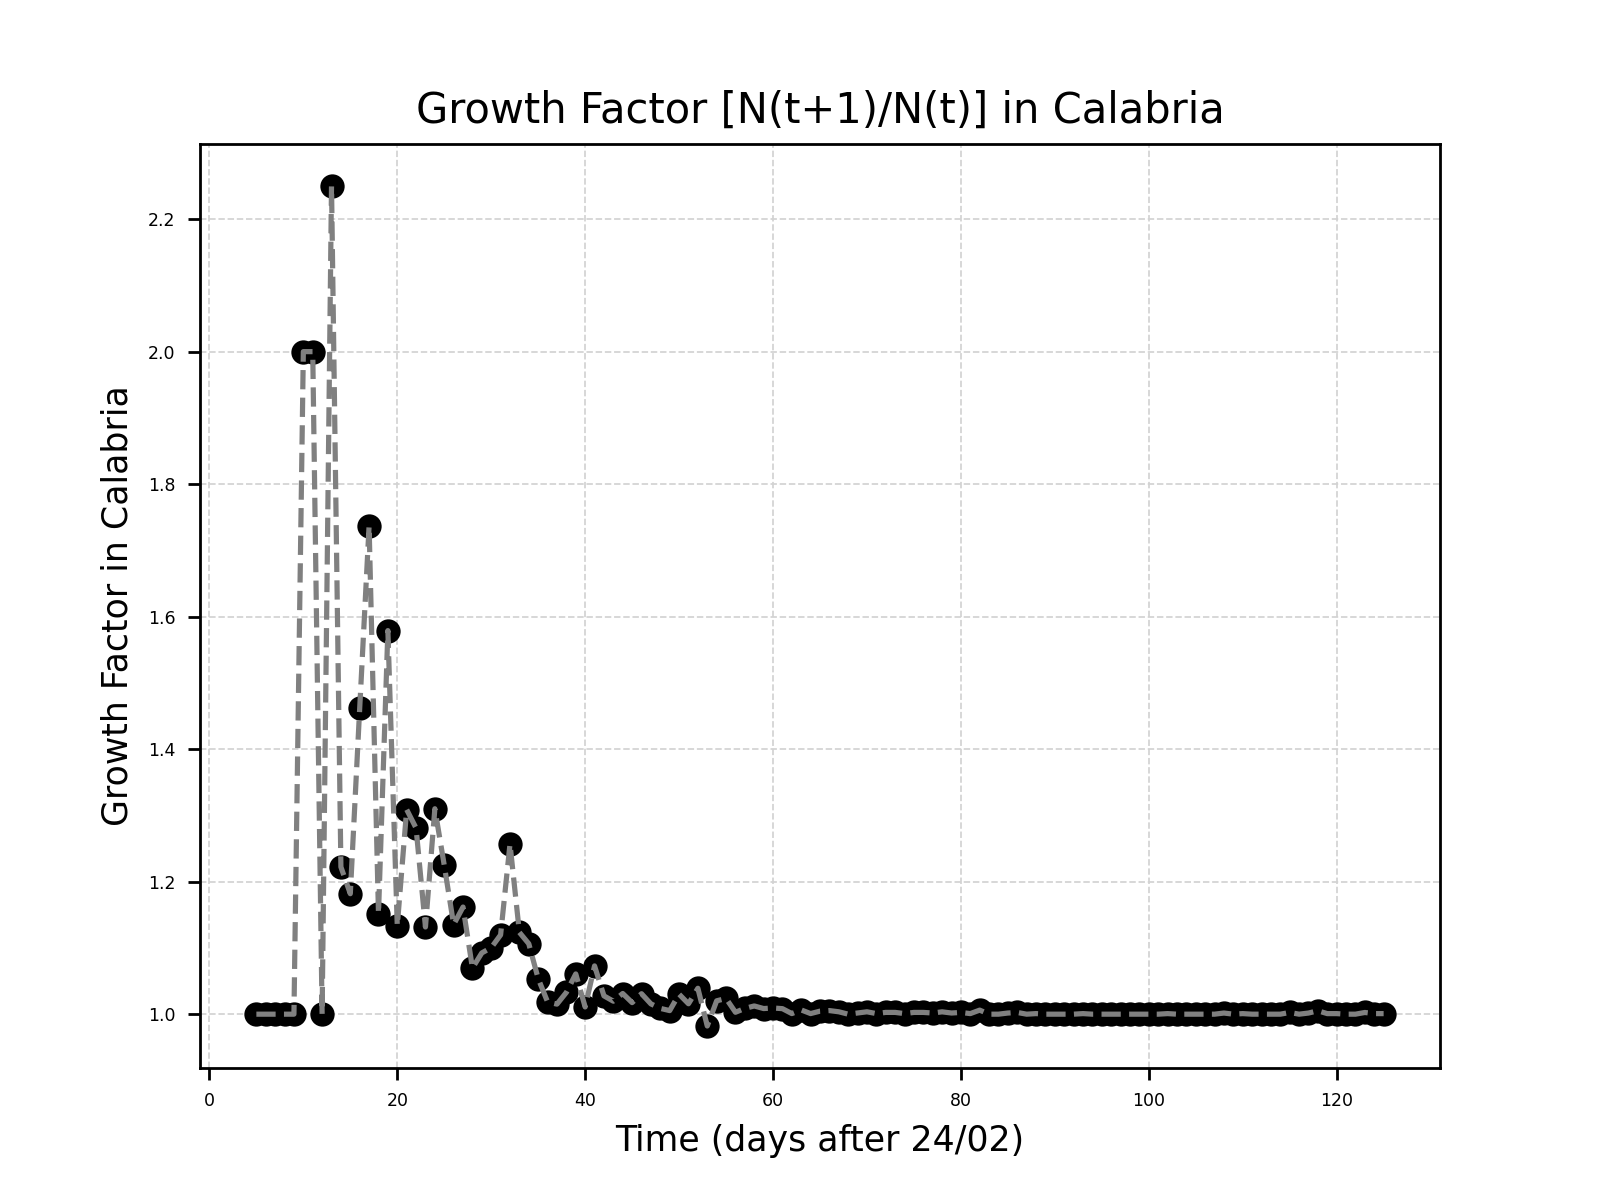 Growth Factor [N(t+1)/N(t)] in Calabria
Growth Factor in Calabria
2.2
2.0
1.8
1.6
1.4
1.2
1.0
0 20 40 60 80 100 120
Time (days after 24/02)